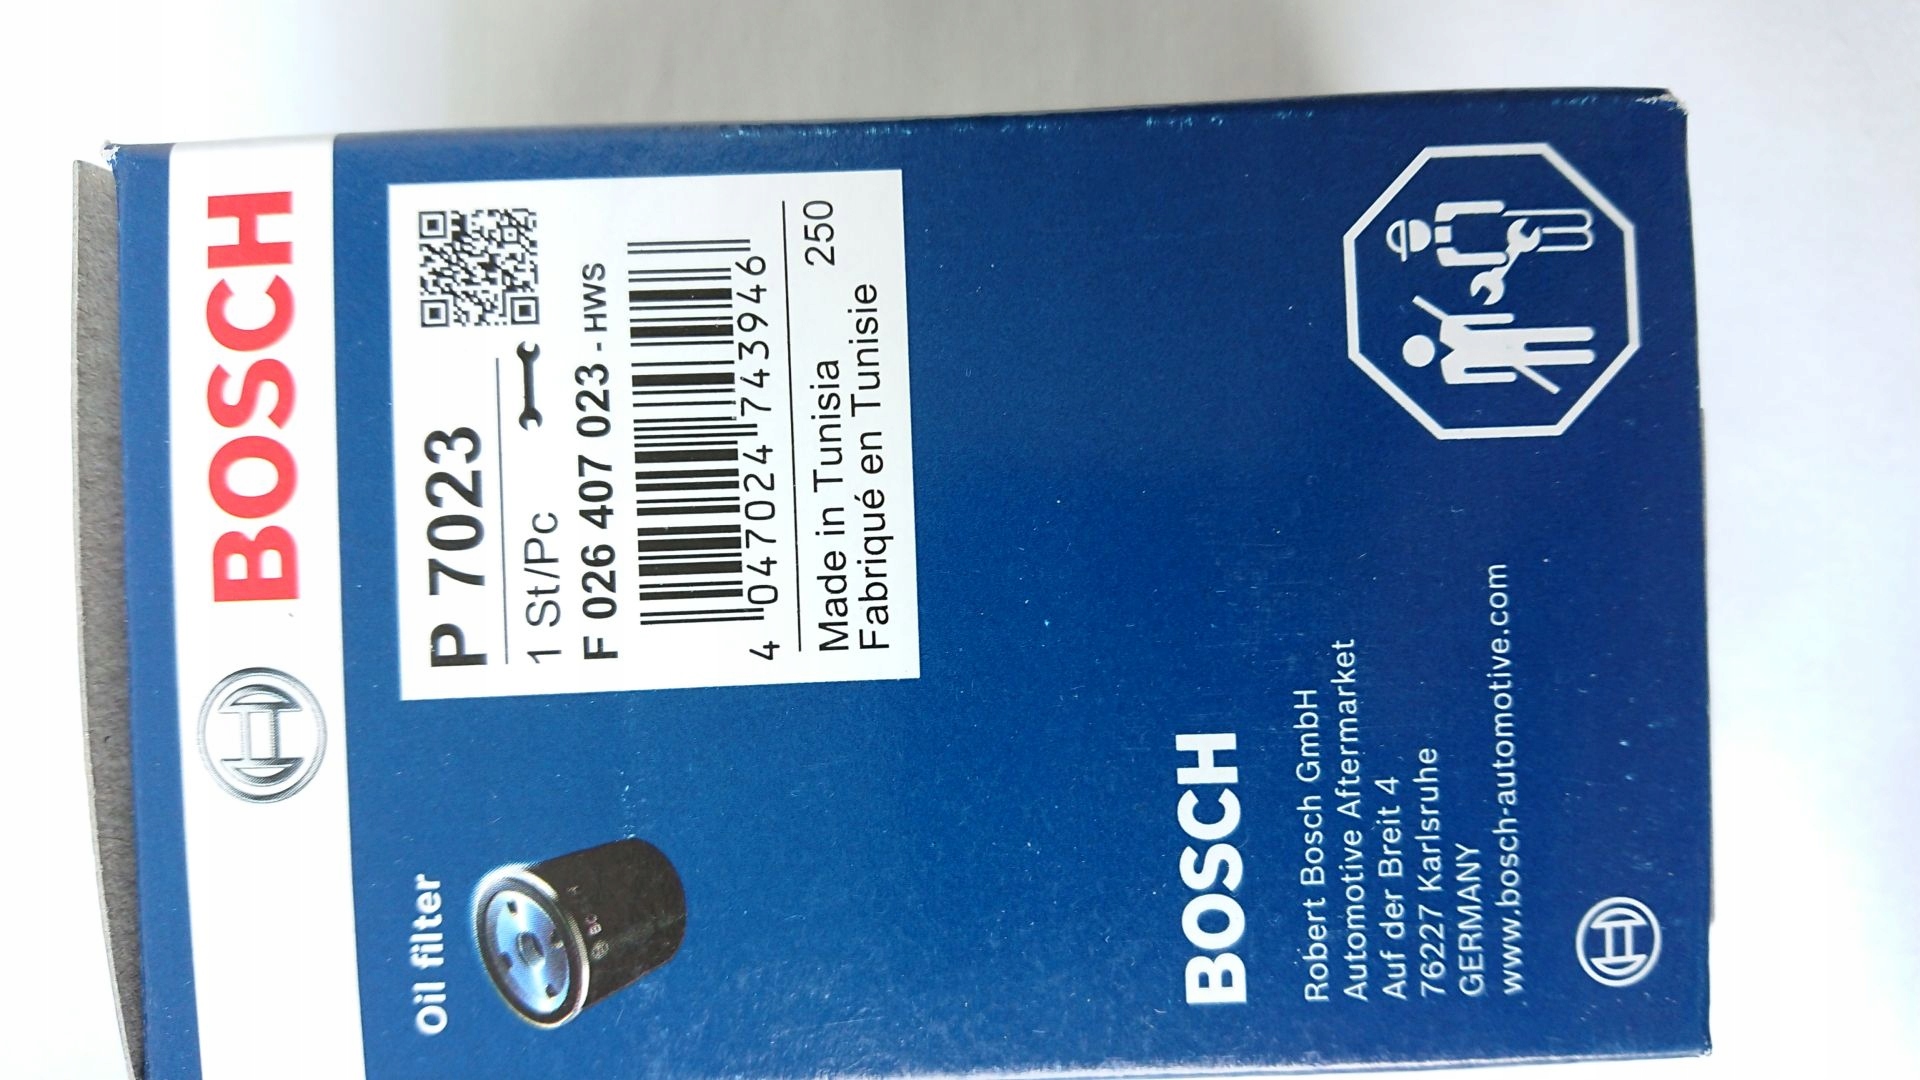 BOSCH
Oil filter
P 7023
1 St/Pc
F 026 407 023 - HWS
4 047024 743946
250
Made in Tunisia
Fabriqué en Tunisie
BOSCH
Robert Bosch GmbH
Automotive Aftermarket
Auf der Breit 4
76227 Karlsruhe
GERMANY
www.bosch-automotive.com